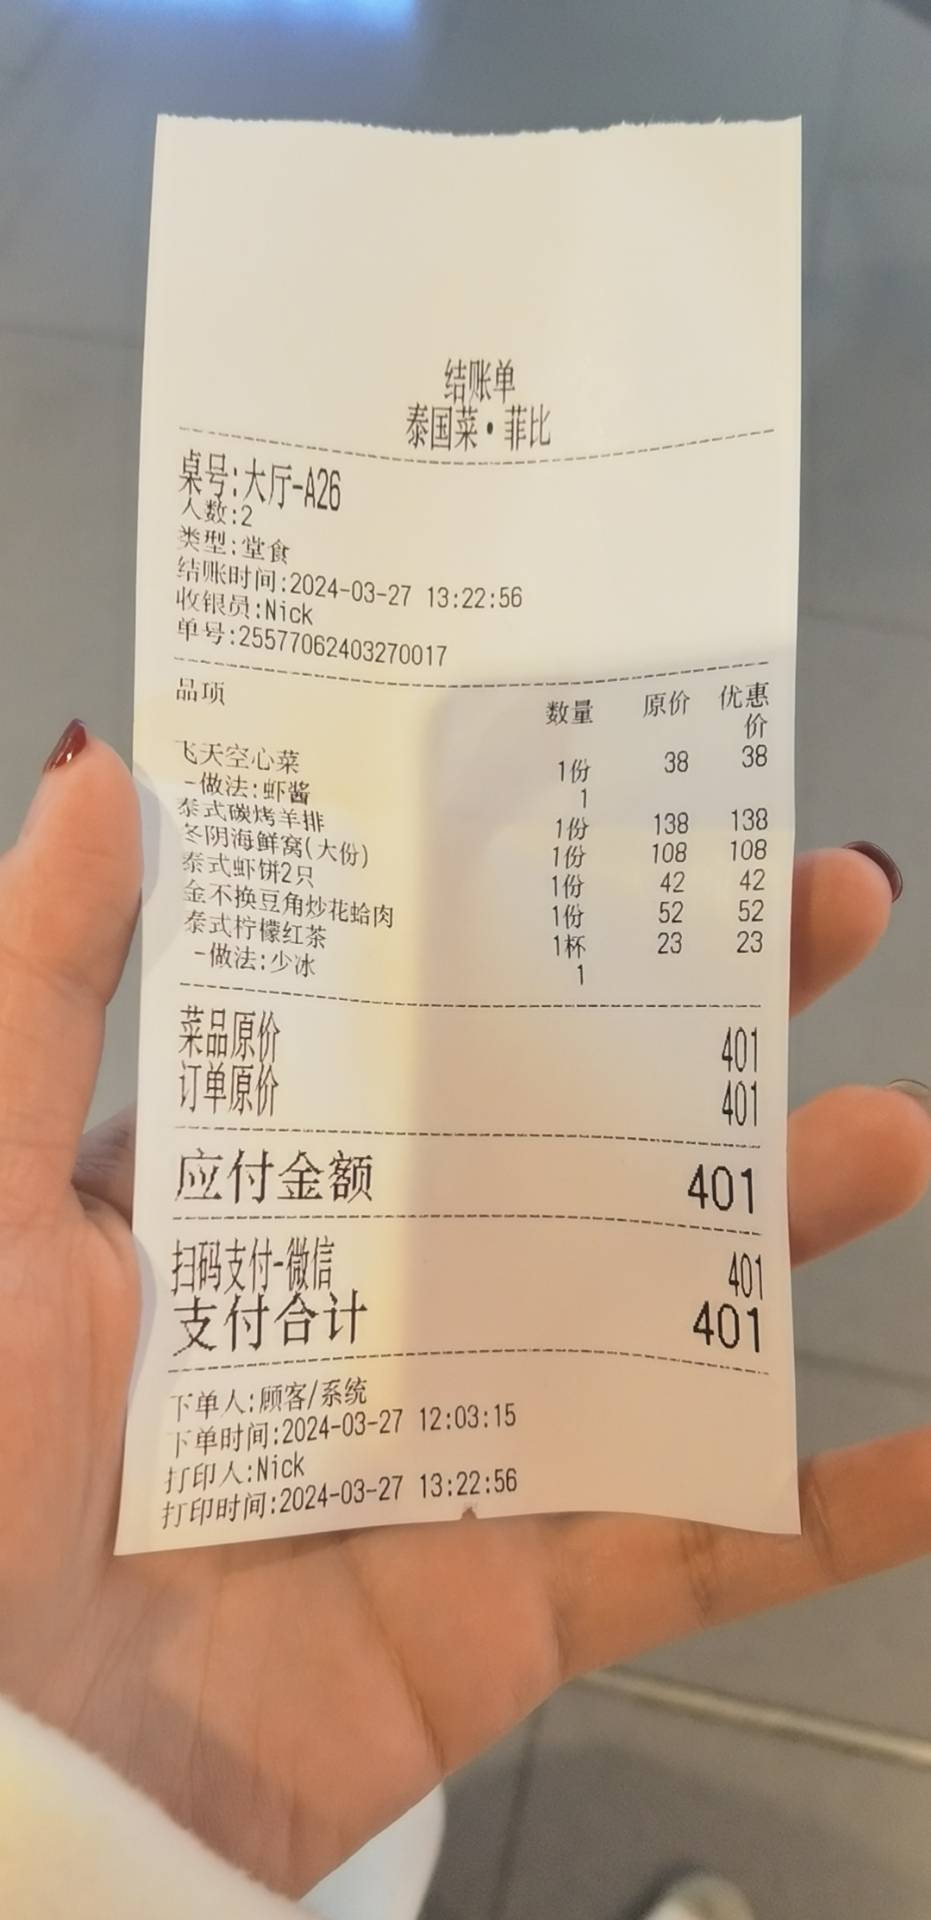 结账单
泰国菜·菲比
桌号:大厅-A26
人数:2
类型:堂食
结账时间:2024-03-27 13:22:56
收银员:Nick
单号:25577062403270017
品项 数量 原价 优惠价
飞天空心菜 1份 38 38
-做法:虾酱 1
泰式碳烤羊排 1份 138 138
冬阴海鲜窝(大份) 1份 108 108
泰式虾饼2只 1份 42 42
金不换豆角炒花蛤肉 1份 52 52
泰式柠檬红茶 1杯 23 23
-做法:少冰 1
菜品原价 401
订单原价 401
应付金额 401
扫码支付-微信 401
支付合计 401
下单人:顾客/系统
下单时间:2024-03-27 12:03:15
打印人:Nick
打印时间:2024-03-27 13:22:56